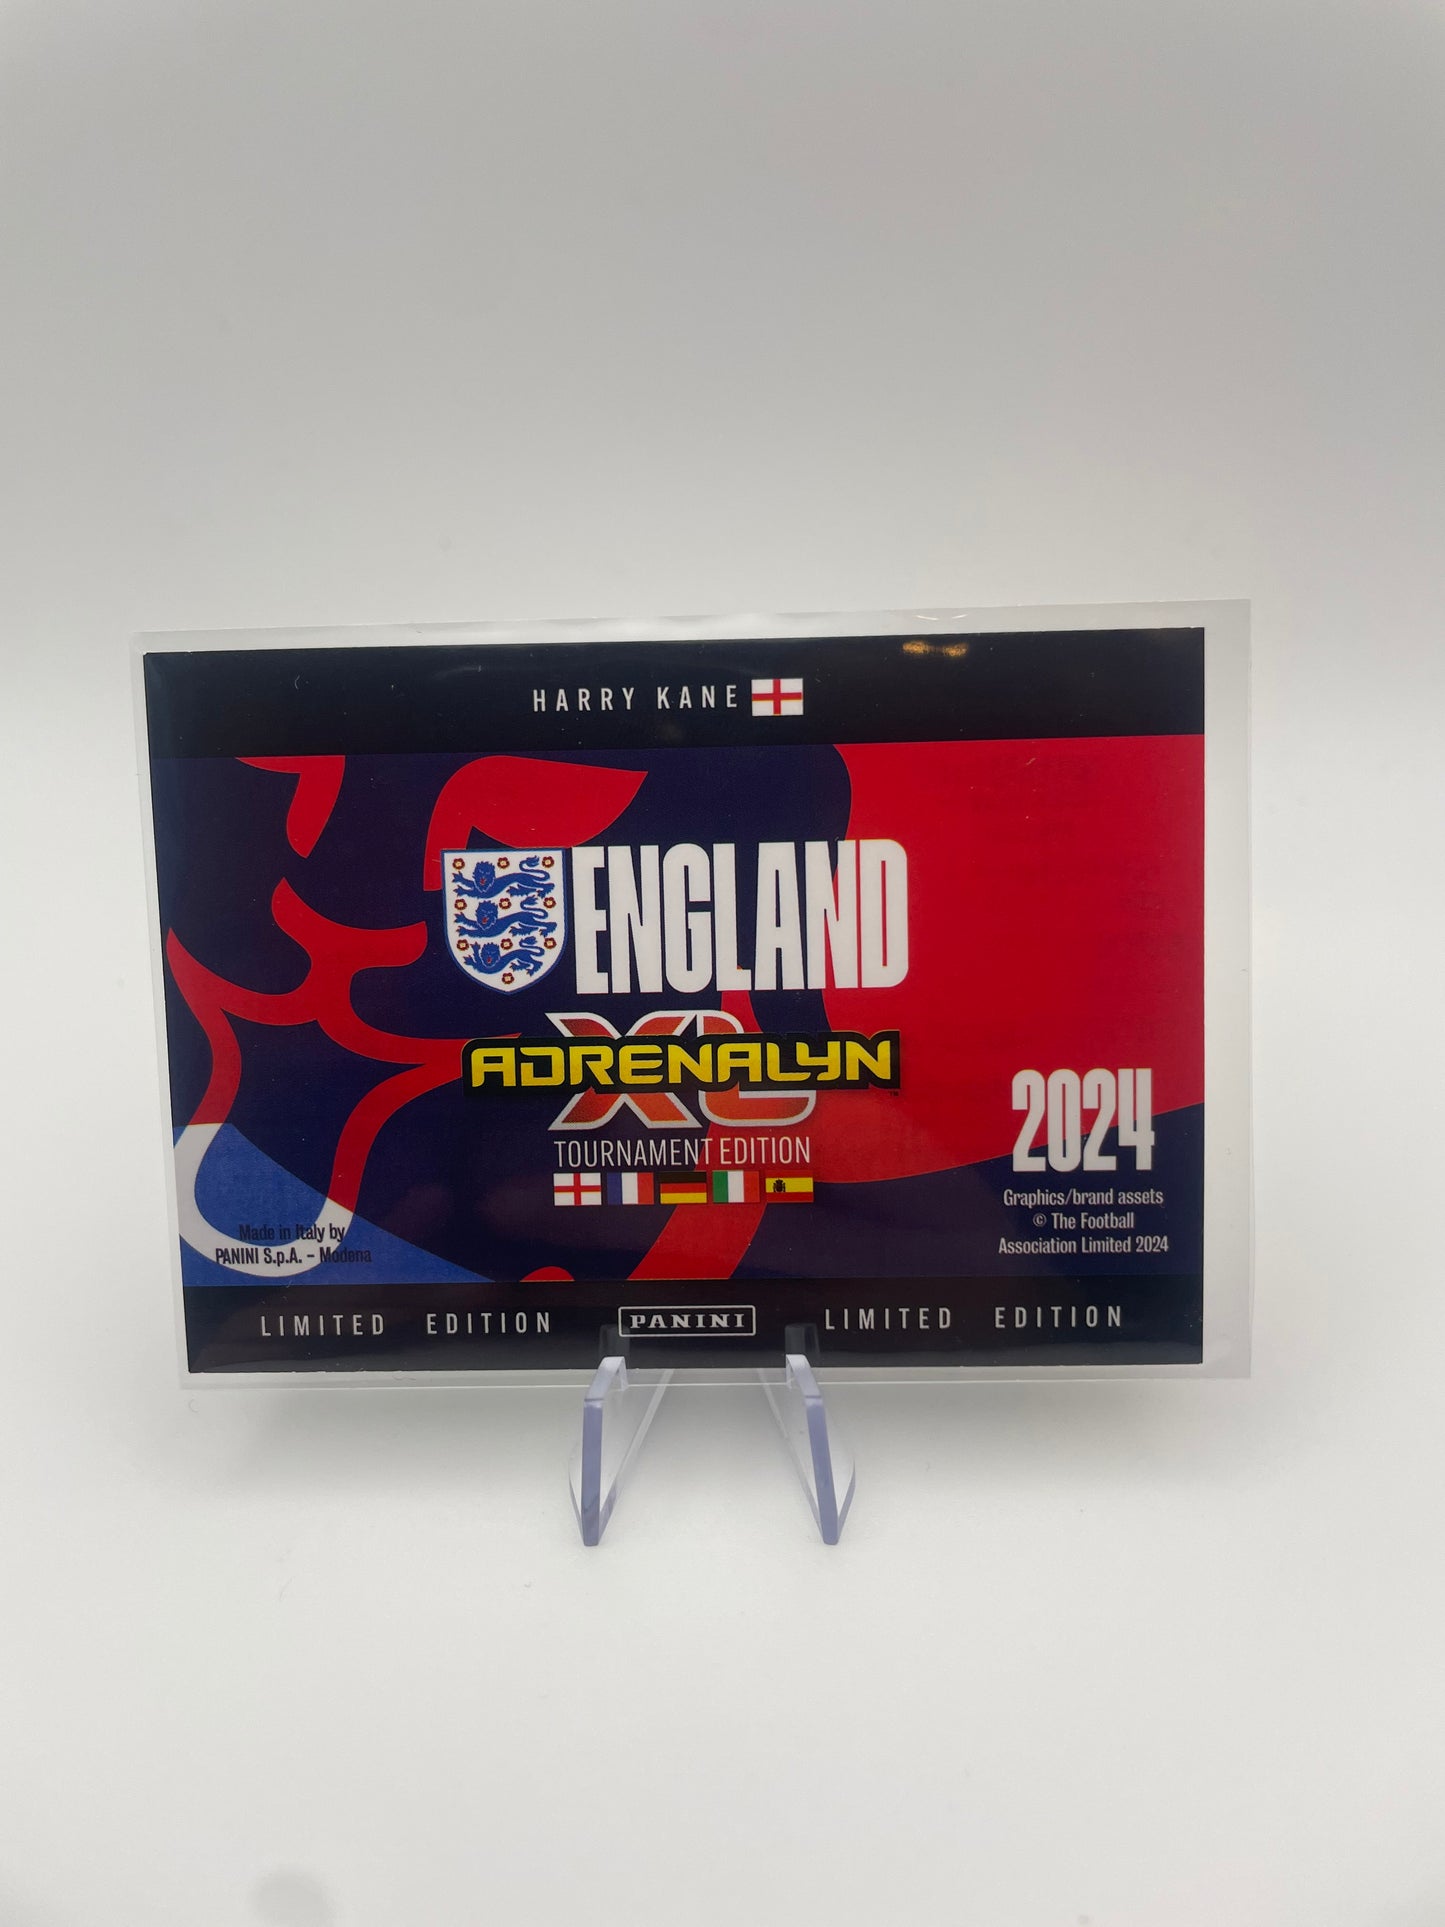 HARRY KANE
ENGLAND
XL
ADRENALYN
TOURNAMENT EDITION
2024
Graphics/brand assets
© The Football
Association Limited 2024
Made in Italy by
PANINI S.p.A. - Modena
LIMITED EDITION PANINI LIMITED EDITION